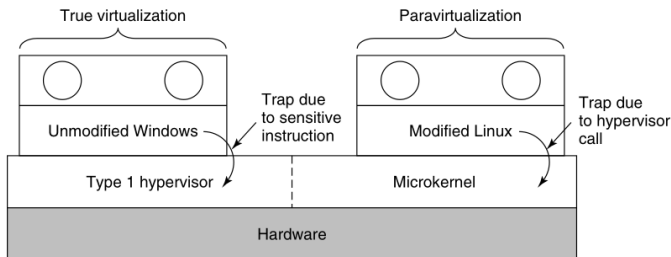 True virtualization
Paravirtualization
Trap due
to sensitive
instruction
Trap due
to hypervisor
call
Unmodified Windows
Modified Linux
Type 1 hypervisor
Microkernel
Hardware